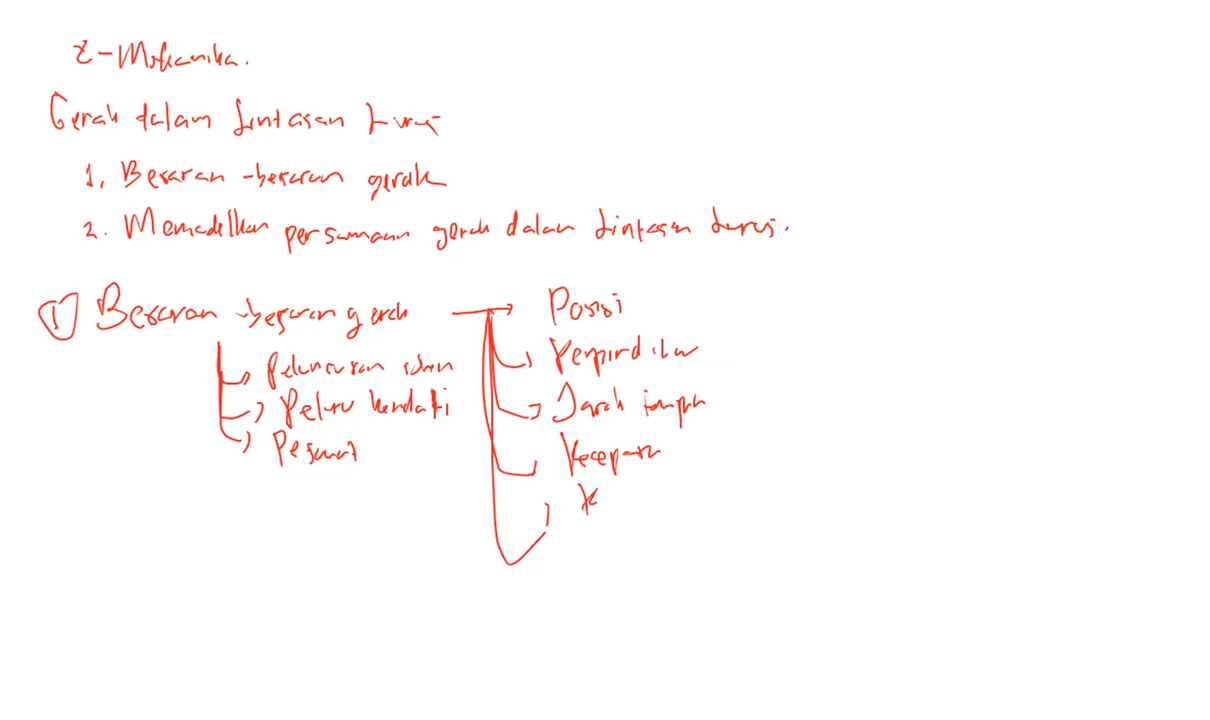 2-Mekanika.
Gerak dalam Lintasan Lurus
1. Besaran-besaran gerak
2. Memodelkan persamaan gerak dalam Lintasan Lurus.
1) Besaran-besaran gerak → Posisi
Peluncuran
Perpindahan
Peluru kendali
Jarak tempuh
Pesawat
Kecepatan
K